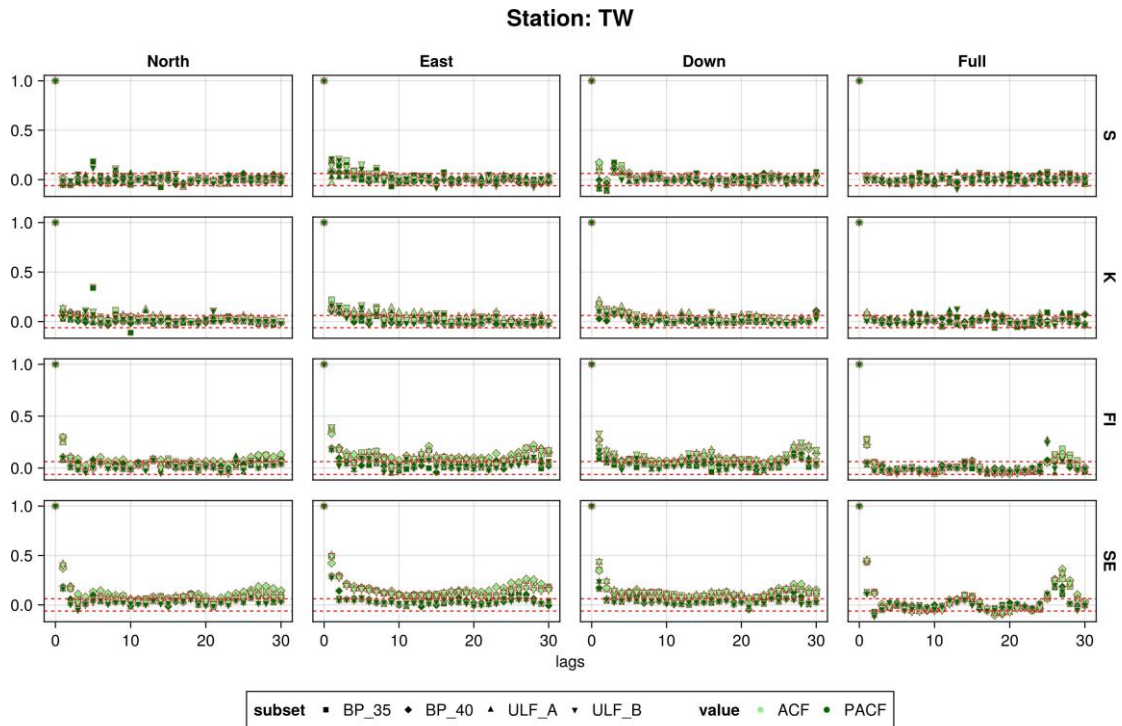 Station: TW
North East Down Full
1.0
0.5
0.0
S
1.0
0.5
0.0
K
1.0
0.5
0.0
FI
1.0
0.5
0.0
SE
0 10 20 30 0 10 20 30 0 10 20 30 0 10 20 30
lags
subset BP_35 BP_40 ULF_A ULF_B value ACF PACF